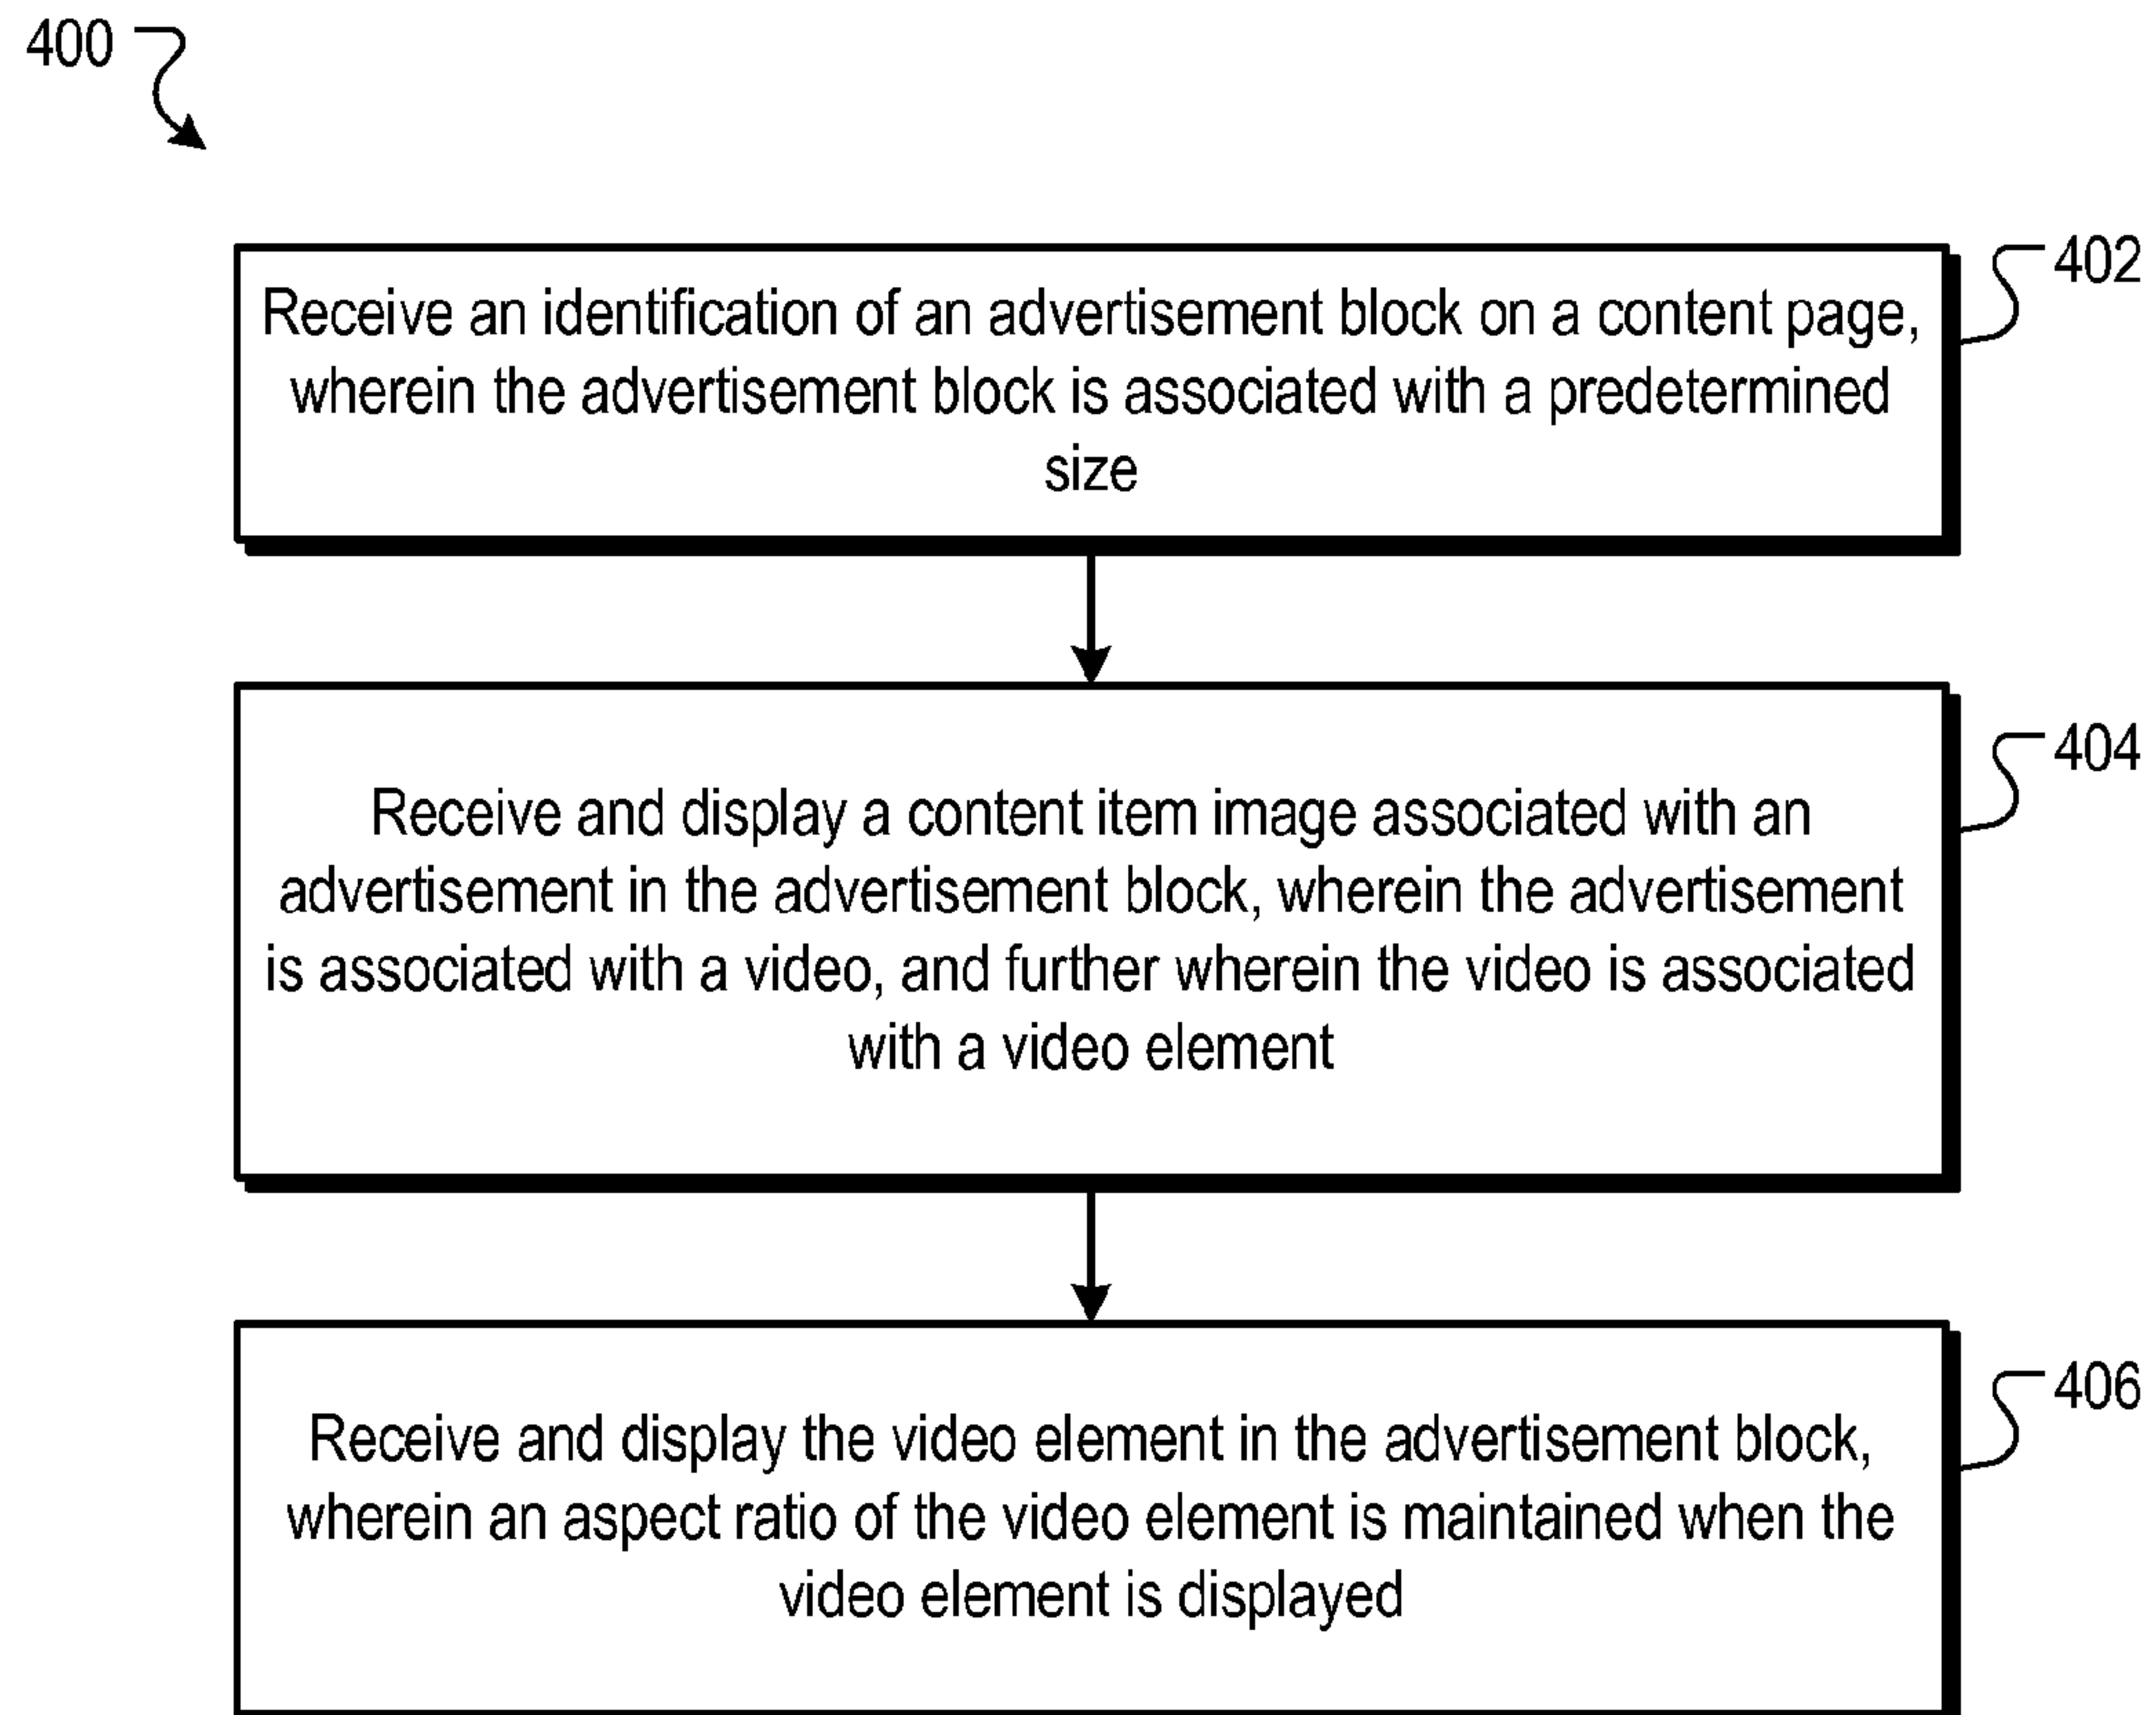 400
402
Receive an identification of an advertisement block on a content page,
wherein the advertisement block is associated with a predetermined
size
404
Receive and display a content item image associated with an
advertisement in the advertisement block, wherein the advertisement
is associated with a video, and further wherein the video is associated
with a video element
406
Receive and display the video element in the advertisement block,
wherein an aspect ratio of the video element is maintained when the
video element is displayed